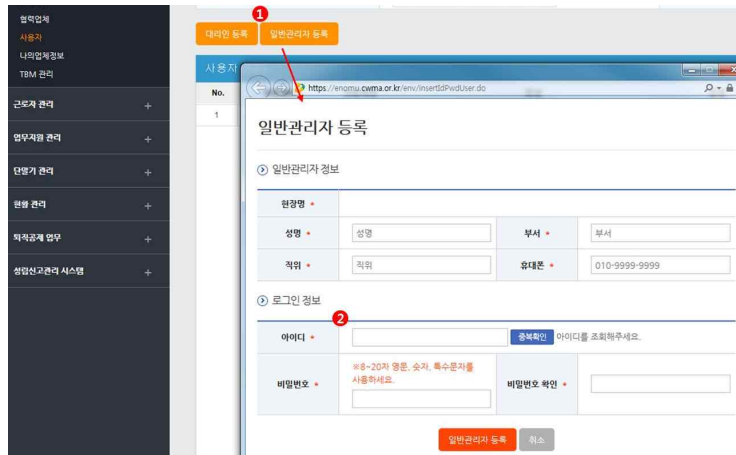 협력업체
사용자
나의업체정보
TBM 관리
근로자 관리 +
업무지원 관리 +
단말기 관리 +
현황 관리 +
퇴직공제 업무 +
성립신고관리 시스템 +
1
대리인 등록 일반관리자 등록
사용자
No.
1
https://enomu.cwma.or.kr/env/insertIdPwdUser.do
일반관리자 등록
일반관리자 정보
현장명 *
성명 * 성명 부서 * 부서
직위 * 직위 휴대폰 * 010-9999-9999
로그인 정보
2
아이디 * 중복확인 아이디를 조회해주세요.
※8~20자 영문, 숫자, 특수문자를
사용하세요.
비밀번호 * 비밀번호 확인 *
일반관리자 등록 취소